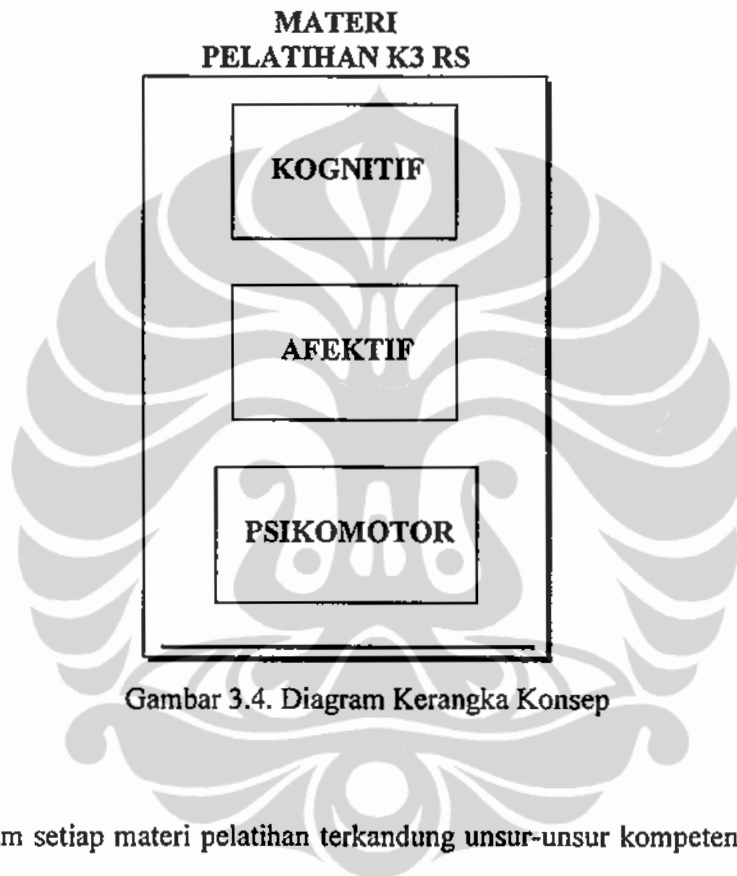 MATERI
PELATIHAN K3 RS
KOGNITIF
AFEKTIF
PSIKOMOTOR
Gambar 3.4. Diagram Kerangka Konsep
setiap materi pelatihan terkandung unsur-unsur